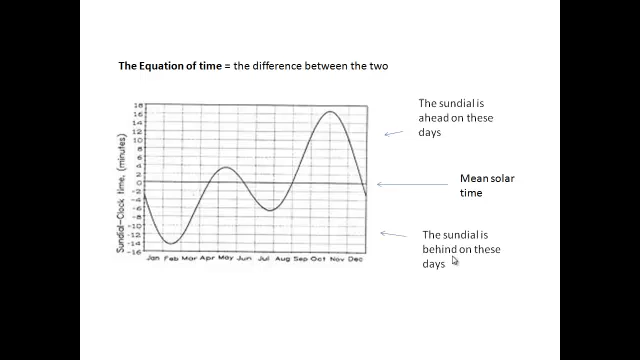 The Equation of time = the difference between the two
The sundial is
ahead on these
days
Mean solar
time
The sundial is
behind on these
days
Sundial-Clock time, (minutes)
18
16
14
12
10
8
6
4
2
0
-2
-4
-6
-8
-10
-12
-14
-16
Jan Feb Mar Apr May Jun Jul Aug Sep Oct Nov Dec